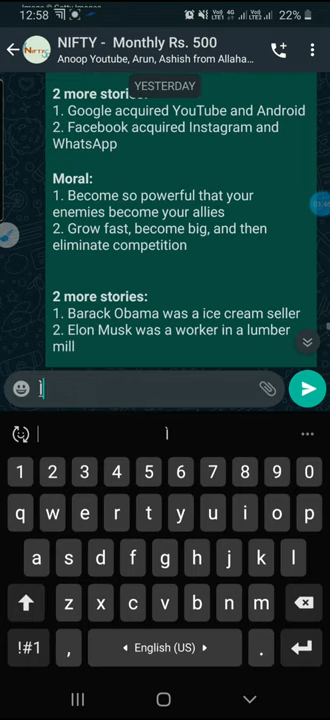 12:58
22%
NIFTY - Monthly Rs. 500
Anoop Youtube, Arun, Ashish from Allaha...
YESTERDAY
2 more stories:
1. Google acquired YouTube and Android
2. Facebook acquired Instagram and
WhatsApp
Moral:
1. Become so powerful that your
enemies become your allies
2. Grow fast, become big, and then
eliminate competition
2 more stories:
1. Barack Obama was a ice cream seller
2. Elon Musk was a worker in a lumber
mill
Ì
ì
1 2 3 4 5 6 7 8 9 0
q w e r t y u i o p
a s d f g h j k l
z x c v b n m
!#1 , English (US) .